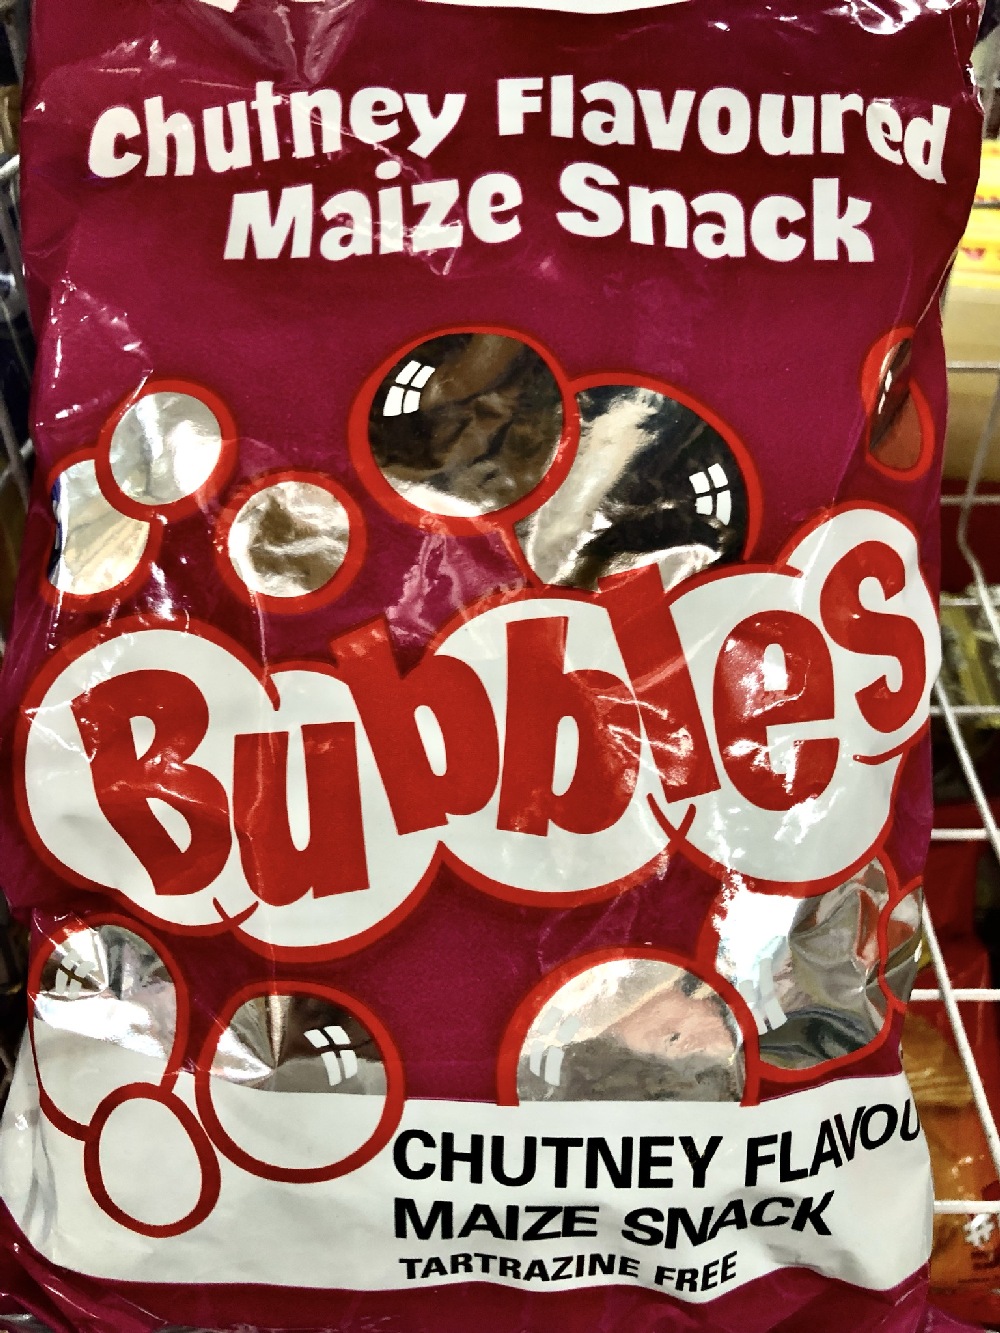 Chutney Flavoured
Maize Snack
Bubbles
CHUTNEY FLAVOU
MAIZE SNACK
TARTRAZINE FREE